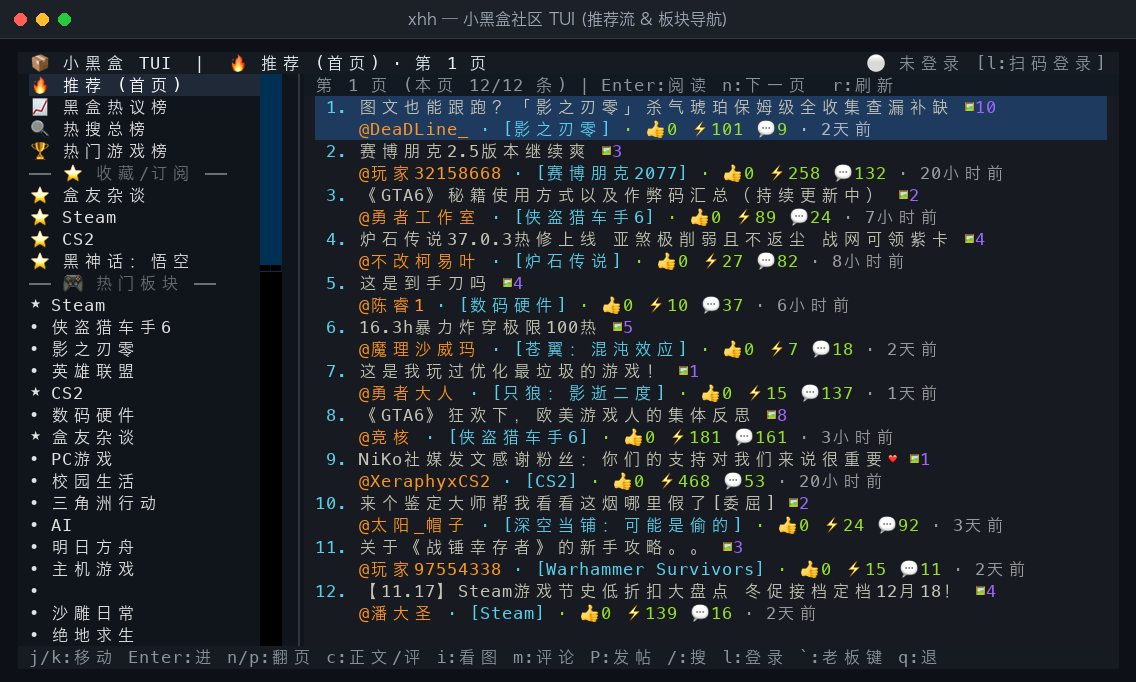 xhh — 小黑盒社区 TUI (推荐流 & 板块导航)
📦 小黑盒 TUI | 🔥 推荐 (首页) · 第 1 页 ⚪ 未登录 [l:扫码登录]
🔥 推荐 (首页)
📈 黑盒热议榜
🔍 热搜总榜
🏆 热门游戏榜
── ⭐ 收藏/订阅 ──
⭐ 盒友杂谈
⭐ Steam
⭐ CS2
⭐ 黑神话：悟空
── 🎮 热门板块 ──
★ Steam
• 侠盗猎车手6
• 影之刃零
• 英雄联盟
★ CS2
• 数码硬件
★ 盒友杂谈
• PC游戏
• 校园生活
• 三角洲行动
• AI
• 明日方舟
• 主机游戏
•
• 沙雕日常
• 绝地求生
第 1 页 (本页 12/12 条) | Enter:阅读 n:下一页 r:刷新
1. 图文也能跟跑？「影之刃零」杀气琥珀保姆级全收集查漏补缺 🖼10
@DeaDLine_ · [影之刃零] · 👍0 ⚡101 💬9 · 2天前
2. 赛博朋克2.5版本继续爽 🖼3
@玩家32158668 · [赛博朋克2077] · 👍0 ⚡258 💬132 · 20小时前
3. 《GTA6》秘籍使用方式以及作弊码汇总（持续更新中） 🖼2
@勇者工作室 · [侠盗猎车手6] · 👍0 ⚡89 💬24 · 7小时前
4. 炉石传说37.0.3热修上线 亚煞极削弱且不返尘 战网可领紫卡 🖼4
@不改柯易叶 · [炉石传说] · 👍0 ⚡27 💬82 · 8小时前
5. 这是到手刀吗 🖼4
@陈睿1 · [数码硬件] · 👍0 ⚡10 💬37 · 6小时前
6. 16.3h暴力炸穿极限100热 🖼5
@魔理沙威玛 · [苍翼：混沌效应] · 👍0 ⚡7 💬18 · 2天前
7. 这是我玩过优化最垃圾的游戏！ 🖼1
@勇者大人 · [只狼：影逝二度] · 👍0 ⚡15 💬137 · 1天前
8. 《GTA6》狂欢下，欧美游戏人的集体反思 🖼8
@竞核 · [侠盗猎车手6] · 👍0 ⚡181 💬161 · 3小时前
9. NiKo社媒发文感谢粉丝：你们的支持对我们来说很重要♥ 🖼1
@XeraphyxCS2 · [CS2] · 👍0 ⚡468 💬53 · 20小时前
10. 来个鉴定大师帮我看看这烟哪里假了[委屈] 🖼2
@太阳_帽子 · [深空当铺：可能是偷的] · 👍0 ⚡24 💬92 · 3天前
11. 关于《战锤幸存者》的新手攻略。。 🖼3
@玩家97554338 · [Warhammer Survivors] · 👍0 ⚡15 💬11 · 2天前
12. 【11.17】Steam游戏节史低折扣大盘点 冬促接档定档12月18！ 🖼4
@潘大圣 · [Steam] · 👍0 ⚡139 💬16 · 2天前
j/k:移动 Enter:进 n/p:翻页 c:正文/评 i:看图 m:评论 P:发帖 /:搜 l:登录 `:老板键 q:退